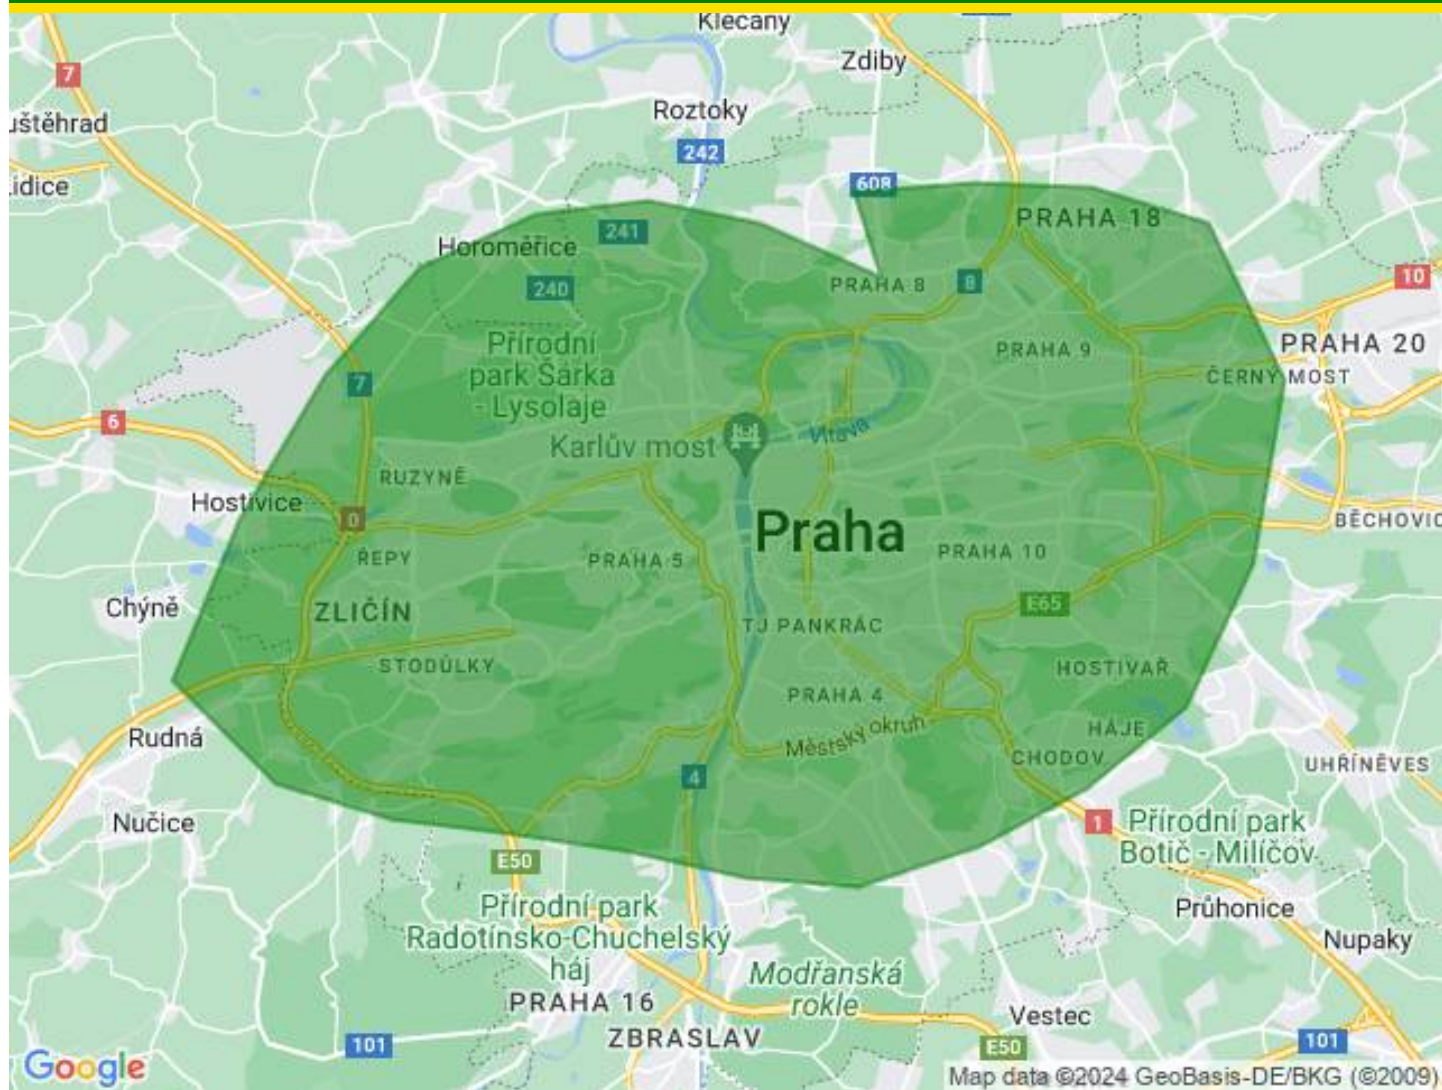 Klecany
Zdiby
7
Roztoky
uštěhrad
242
Lidice
608
PRAHA 18
241
Horoměřice
10
PRAHA 8
8
240
Přírodní
park Šárka
- Lysolaje
PRAHA 9
PRAHA 20
7
ČERNÝ MOST
6
Karlův most
Vltava
RUZYNĚ
Hostivice
0
Praha
BĚCHOVIC
PRAHA 5
PRAHA 10
ŘEPY
Chýně
ZLIČÍN
E65
TJ PANKRÁC
STODŮLKY
HOSTIVAŘ
PRAHA 4
Rudná
Městský okruh
HÁJE
CHODOV
UHŘÍNĚVES
4
Nučice
1
Přírodní park
Botič - Milíčov
E50
Přírodní park
Radotínsko-Chuchelský
háj
Průhonice
Nupaky
Modřanská
rokle
PRAHA 16
Vestec
ZBRASLAV
101
E50
101
Google
Map data ©2024 GeoBasis-DE/BKG (©2009)